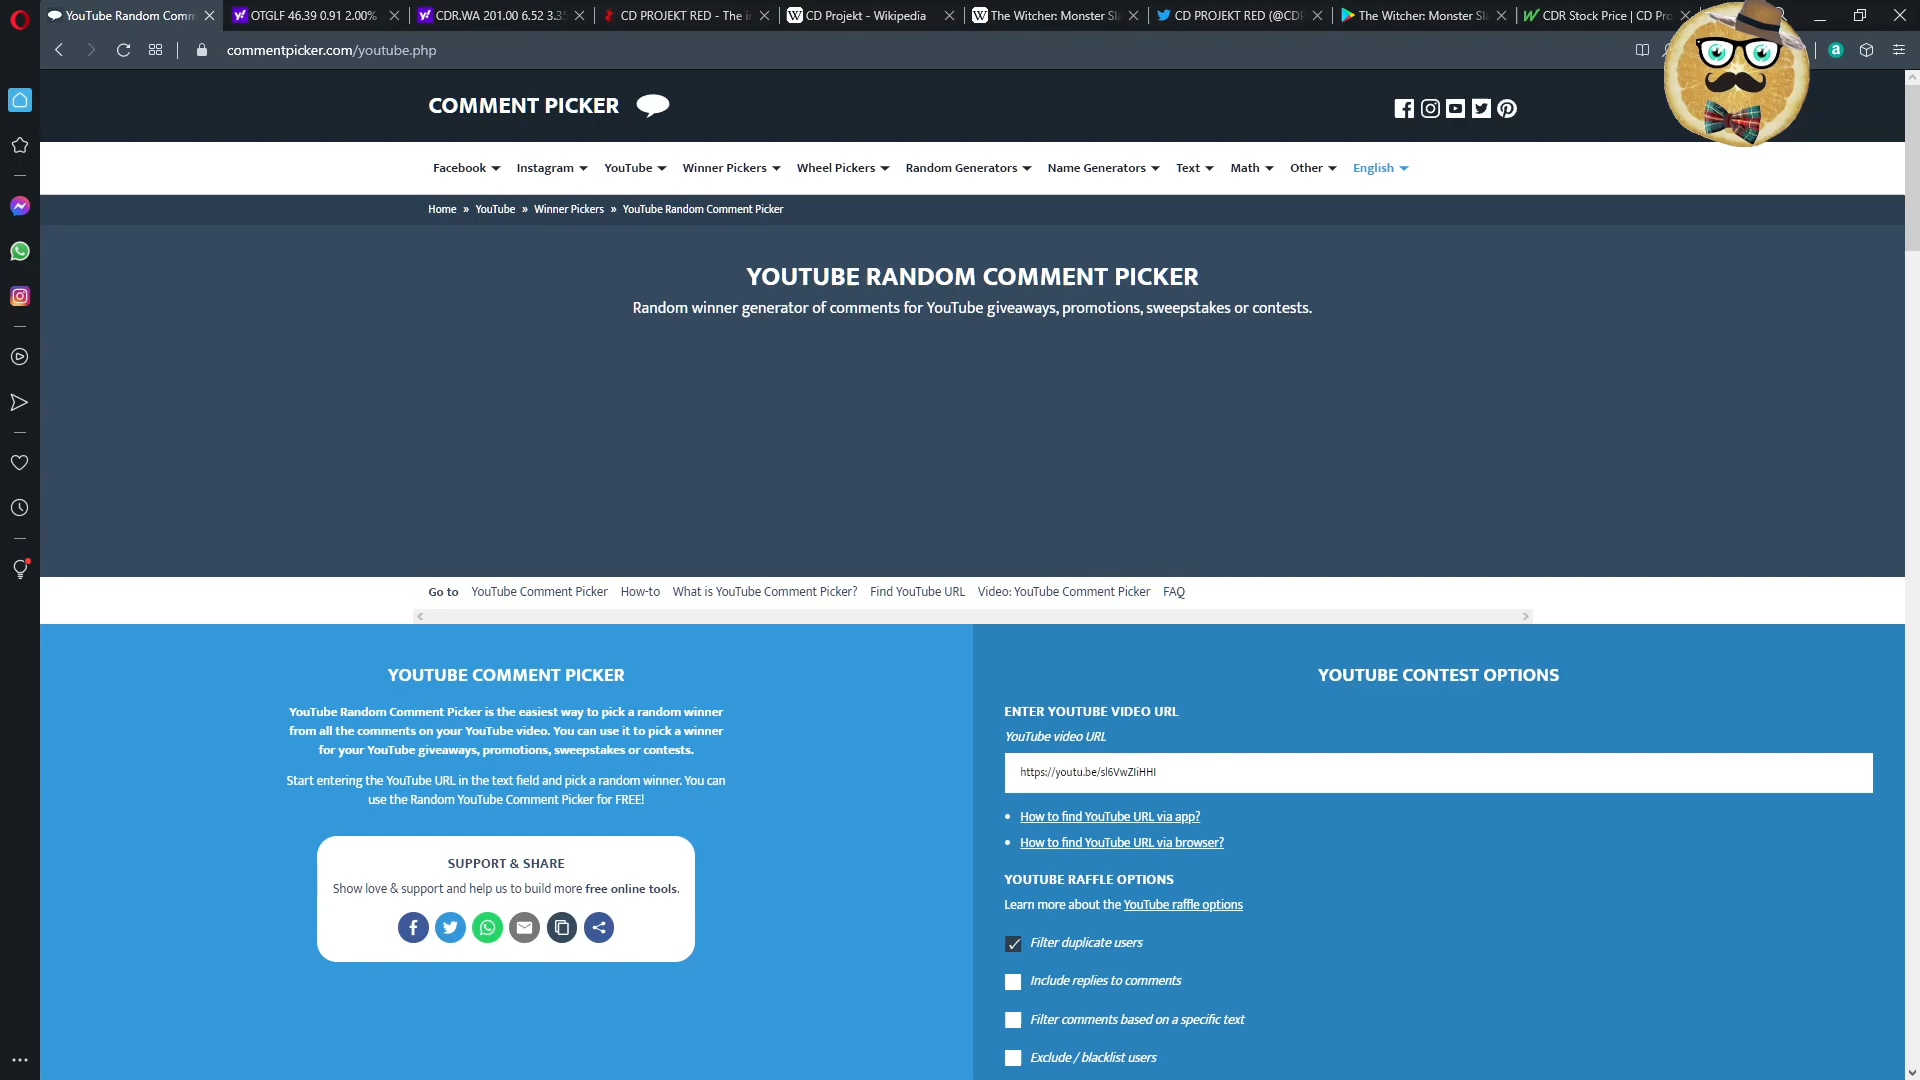 YouTube Random Comm
OTGLF 46.39 0.91 2.00%
CDR.WA 201.00 6.52 3.35
CD PROJEKT RED - The in
CD Projekt - Wikipedia
The Witcher: Monster Sla
CD PROJEKT RED (@CDP
The Witcher: Monster Sla
CDR Stock Price | CD Pro
commentpicker.com/youtube.php
COMMENT PICKER
Facebook
Instagram
YouTube
Winner Pickers
Wheel Pickers
Random Generators
Name Generators
Text
Math
Other
English
Home » YouTube » Winner Pickers » YouTube Random Comment Picker
YOUTUBE RANDOM COMMENT PICKER
Random winner generator of comments for YouTube giveaways, promotions, sweepstakes or contests.
Go to YouTube Comment Picker How-to What is YouTube Comment Picker? Find YouTube URL Video: YouTube Comment Picker FAQ
YOUTUBE COMMENT PICKER
YouTube Random Comment Picker is the easiest way to pick a random winner
from all the comments on your YouTube video. You can use it to pick a winner
for your YouTube giveaways, promotions, sweepstakes or contests.
Start entering the YouTube URL in the text field and pick a random winner. You can
use the Random YouTube Comment Picker for FREE!
SUPPORT & SHARE
Show love & support and help us to build more free online tools.
YOUTUBE CONTEST OPTIONS
ENTER YOUTUBE VIDEO URL
YouTube video URL
https://youtu.be/sl6VwZIiHHI
How to find YouTube URL via app?
How to find YouTube URL via browser?
YOUTUBE RAFFLE OPTIONS
Learn more about the YouTube raffle options
Filter duplicate users
Include replies to comments
Filter comments based on a specific text
Exclude / blacklist users